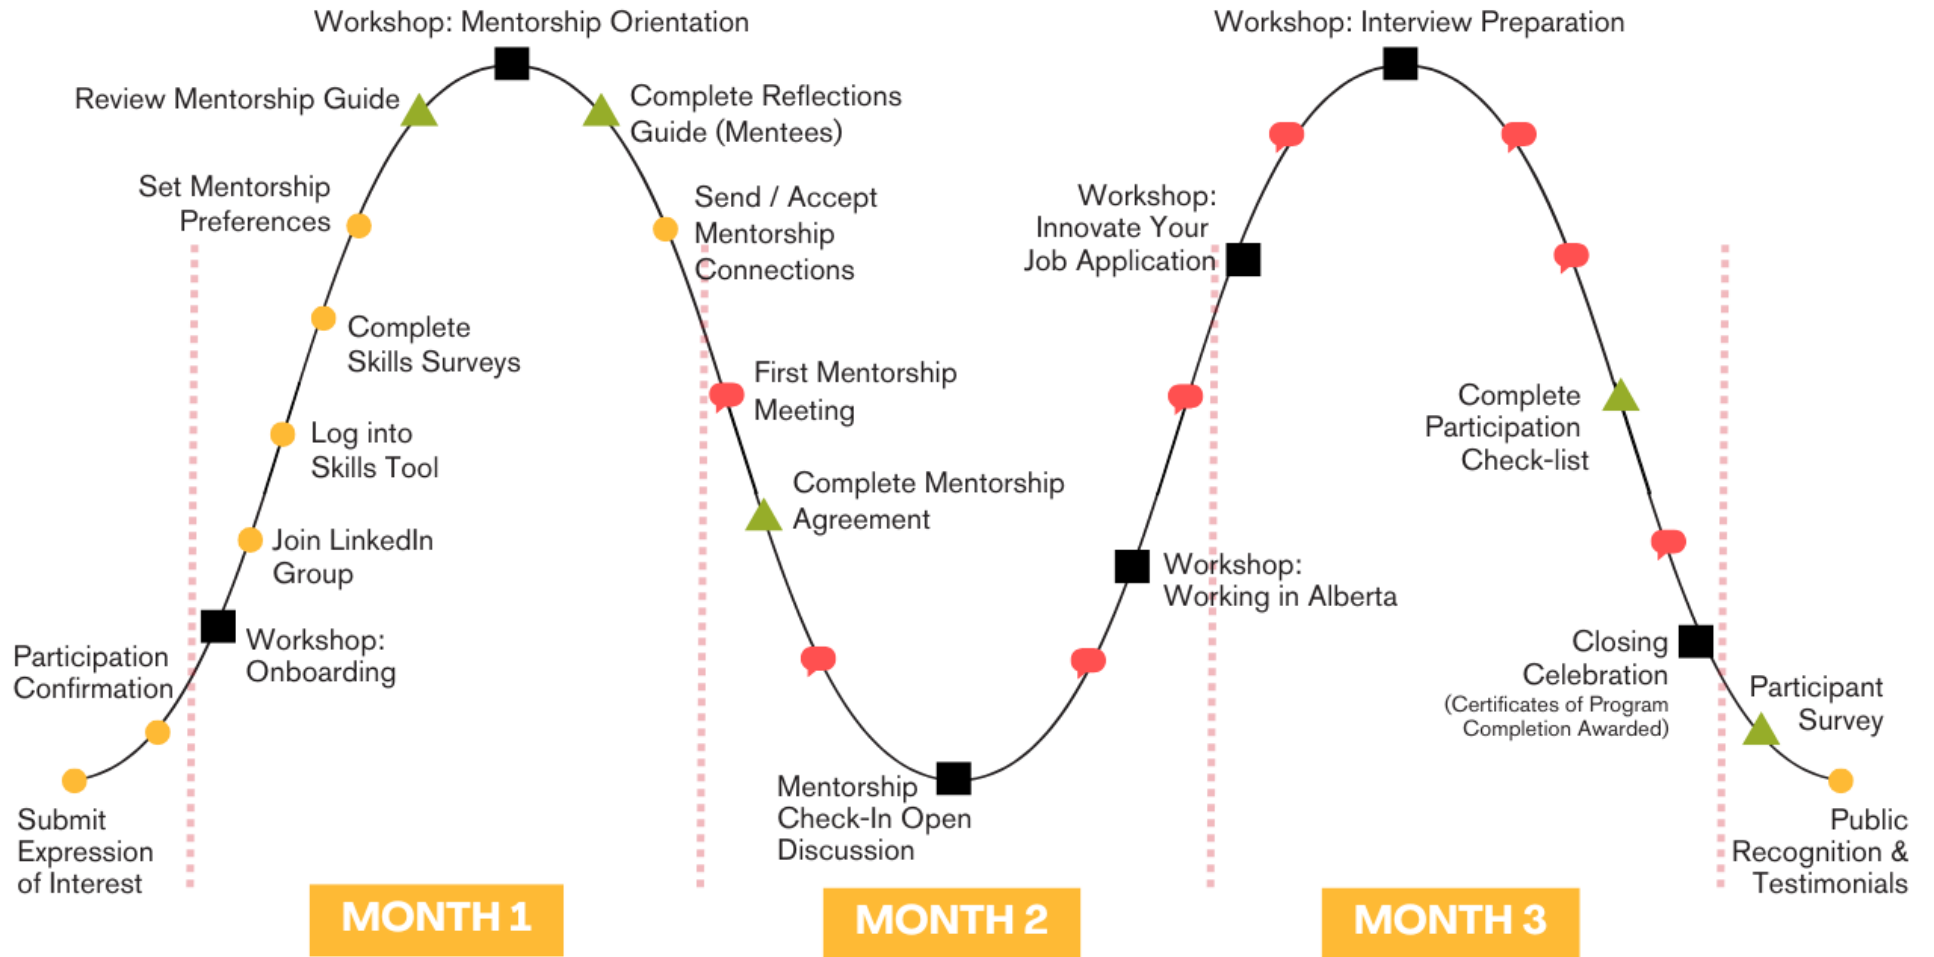 Workshop: Mentorship Orientation
Workshop: Interview Preparation
Review Mentorship Guide
Complete Reflections
Guide (Mentees)
Set Mentorship
Preferences
Send / Accept
Mentorship
Connections
Workshop:
Innovate Your
Job Application
Complete
Skills Surveys
First Mentorship
Meeting
Complete
Participation
Check-list
Log into
Skills Tool
Complete Mentorship
Agreement
Join LinkedIn
Group
Workshop:
Working in Alberta
Workshop:
Onboarding
Participation
Confirmation
Closing
Celebration
(Certificates of Program
Completion Awarded)
Participant
Survey
Mentorship
Check-In Open
Discussion
Submit
Expression
of Interest
Public
Recognition &
Testimonials
MONTH 1
MONTH 2
MONTH 3